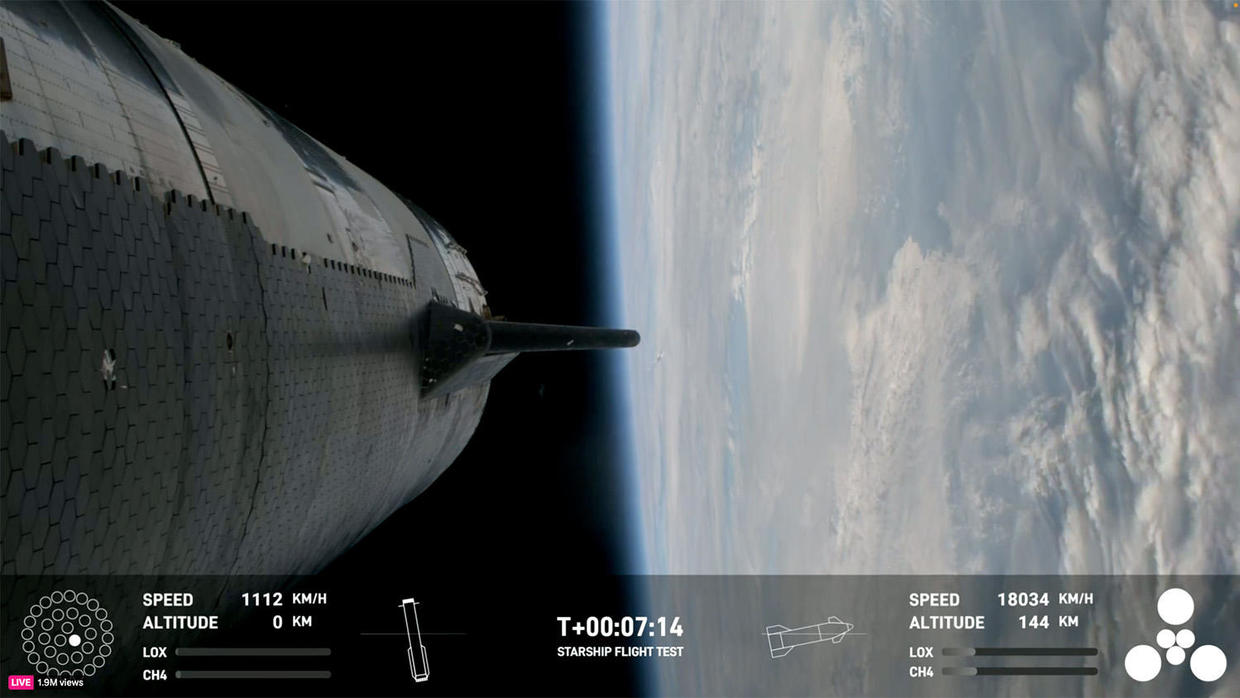 SPEED 1112 KM/H
ALTITUDE 0 KM
LOX
CH4
LIVE 1.9M views
T+00:07:14
STARSHIP FLIGHT TEST
SPEED 18034 KM/H
ALTITUDE 144 KM
LOX
CH4